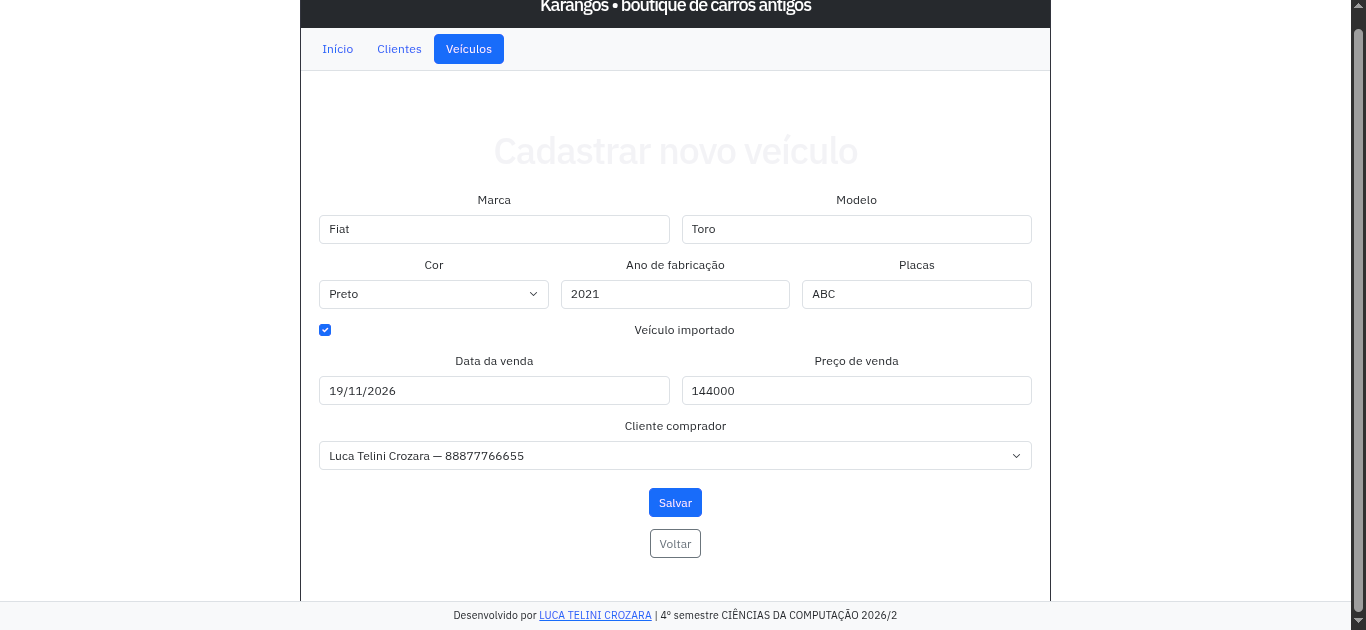 Karangos • boutique de carros antigos
Início Clientes Veículos
Cadastrar novo veículo
Marca Modelo
Fiat Toro
Cor Ano de fabricação Placas
Preto 2021 ABC
Veículo importado
Data da venda Preço de venda
19/11/2026 144000
Cliente comprador
Luca Telini Crozara — 88877766655
Salvar
Voltar
Desenvolvido por LUCA TELINI CROZARA | 4º semestre CIÊNCIAS DA COMPUTAÇÃO 2026/2